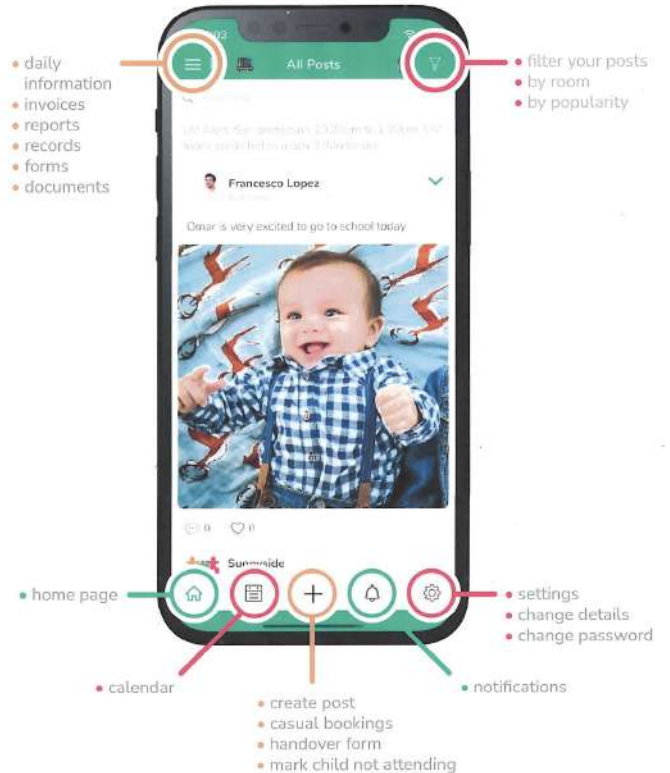 03
All Posts
• daily
information
• invoices
• reports
• records
• forms
• documents
• filter your posts
• by room
• by popularity
Francesco Lopez
Omar is very excited to go to school today
0 0
Sunnyside
• home page
• calendar
• create post
• casual bookings
• handover form
• mark child not attending
• notifications
• settings
• change details
• change password